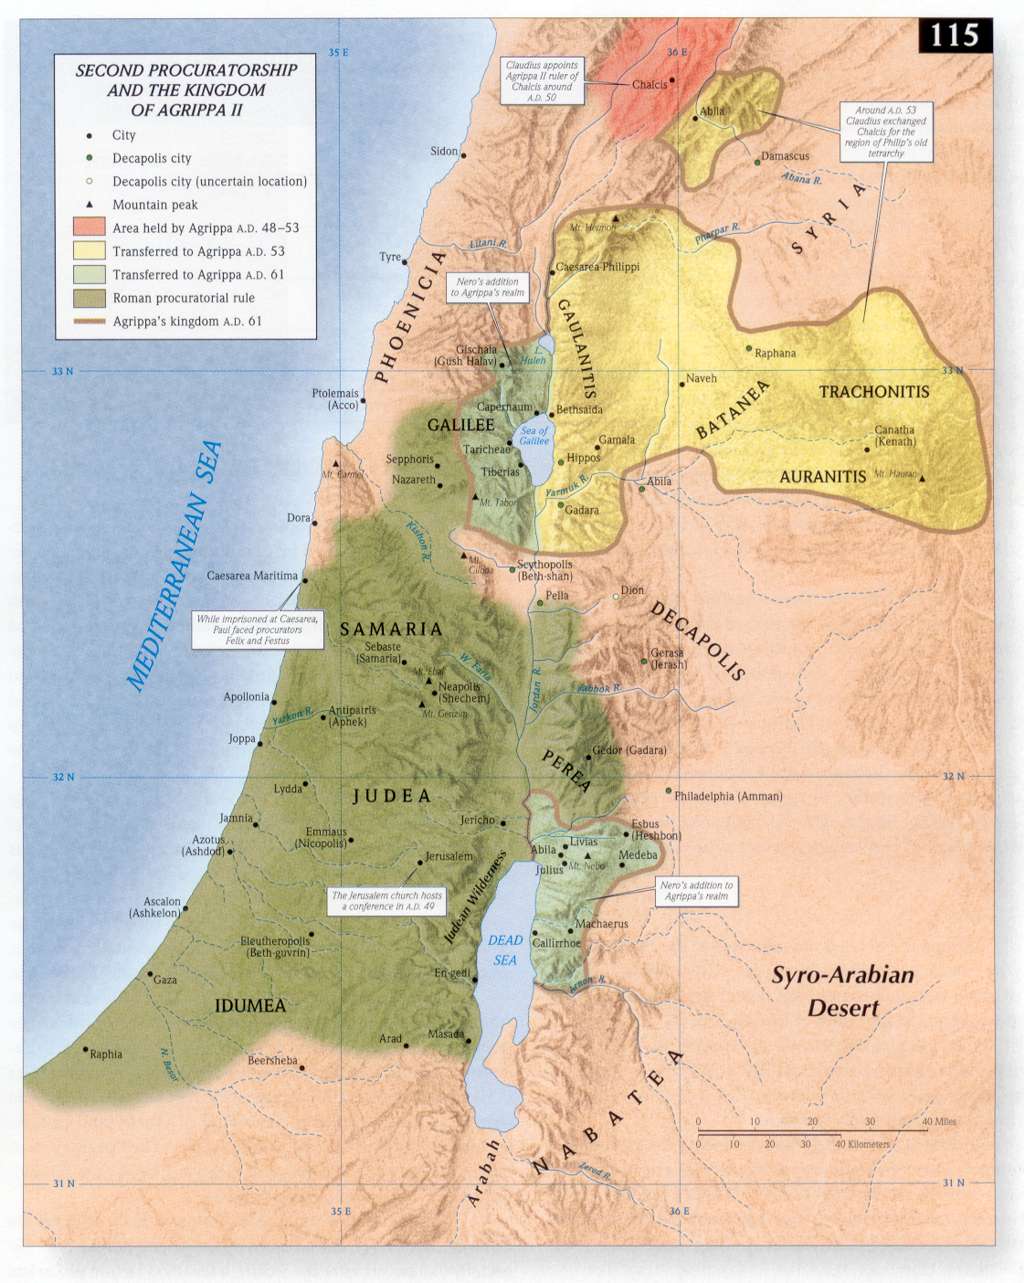 115
35 E
36 E
SECOND PROCURATORSHIP
AND THE KINGDOM
OF AGRIPPA II
City
Decapolis city
Decapolis city (uncertain location)
Mountain peak
Area held by Agrippa A.D. 48–53
Transferred to Agrippa A.D. 53
Transferred to Agrippa A.D. 61
Roman procuratorial rule
Agrippa's kingdom A.D. 61
Claudius appoints
Agrippa II ruler of
Chalcis around
A.D. 50
Chalcis
Abila
Around A.D. 53
Claudius exchanged
Chalcis for the
region of Philip's old
tetrarchy
Sidon
Damascus
Abana R.
SYRIA
Mt. Hermon
Pharpar R.
Litani R.
Tyre
PHOENICIA
Caesarea Philippi
Nero's addition
to Agrippa's realm
GAULANITIS
Gischala
(Gush Halav)
L.
Huleh
Raphana
33 N
33 N
Naveh
TRACHONITIS
BATANEA
Ptolemais
(Acco)
Capernaum
Bethsaida
GALILEE
Sea of
Galilee
Canatha
(Kenath)
Taricheae
Gamala
Sepphoris
Hippos
Mt. Carmel
Tiberias
Nazareth
AURANITIS
Mt. Hauran
Yarmuk R.
Abila
Mt. Tabor
Gadara
MEDITERRANEAN SEA
Dora
Kishon R.
Mt.
Gilboa
Scythopolis
(Beth-shan)
Caesarea Maritima
Pella
Dion
DECAPOLIS
While imprisoned at Caesarea,
Paul faced procurators
Felix and Festus
SAMARIA
Sebaste
(Samaria)
Gerasa
(Jerash)
Mt. Ebal
W. Faria
Neapolis
(Shechem)
Jordan R.
Jabbok R.
Apollonia
Mt. Gerizim
Antipatris
(Aphek)
Yarkon R.
Joppa
Gedor (Gadara)
PEREA
32 N
32 N
Lydda
JUDEA
Philadelphia (Amman)
Jamnia
Jericho
Esbus
(Heshbon)
Emmaus
(Nicopolis)
Azotus
(Ashdod)
Livias
Abila
Jerusalem
Medeba
Julius
Mt. Nebo
Judean Wilderness
The Jerusalem church hosts
a conference in A.D. 49
Nero's addition to
Agrippa's realm
Ascalon
(Ashkelon)
Machaerus
Eleutheropolis
(Beth-guvrin)
DEAD
SEA
Callirrhoe
En-gedi
Gaza
Arnon R.
Syro-Arabian
Desert
IDUMEA
Masada
Arad
Raphia
Beersheba
N. Besor
NABATEA
10 20 30 40 Miles
0
0
10 20 30 40 Kilometers
Arabah
Zered R.
31 N
31 N
35 E
36 E